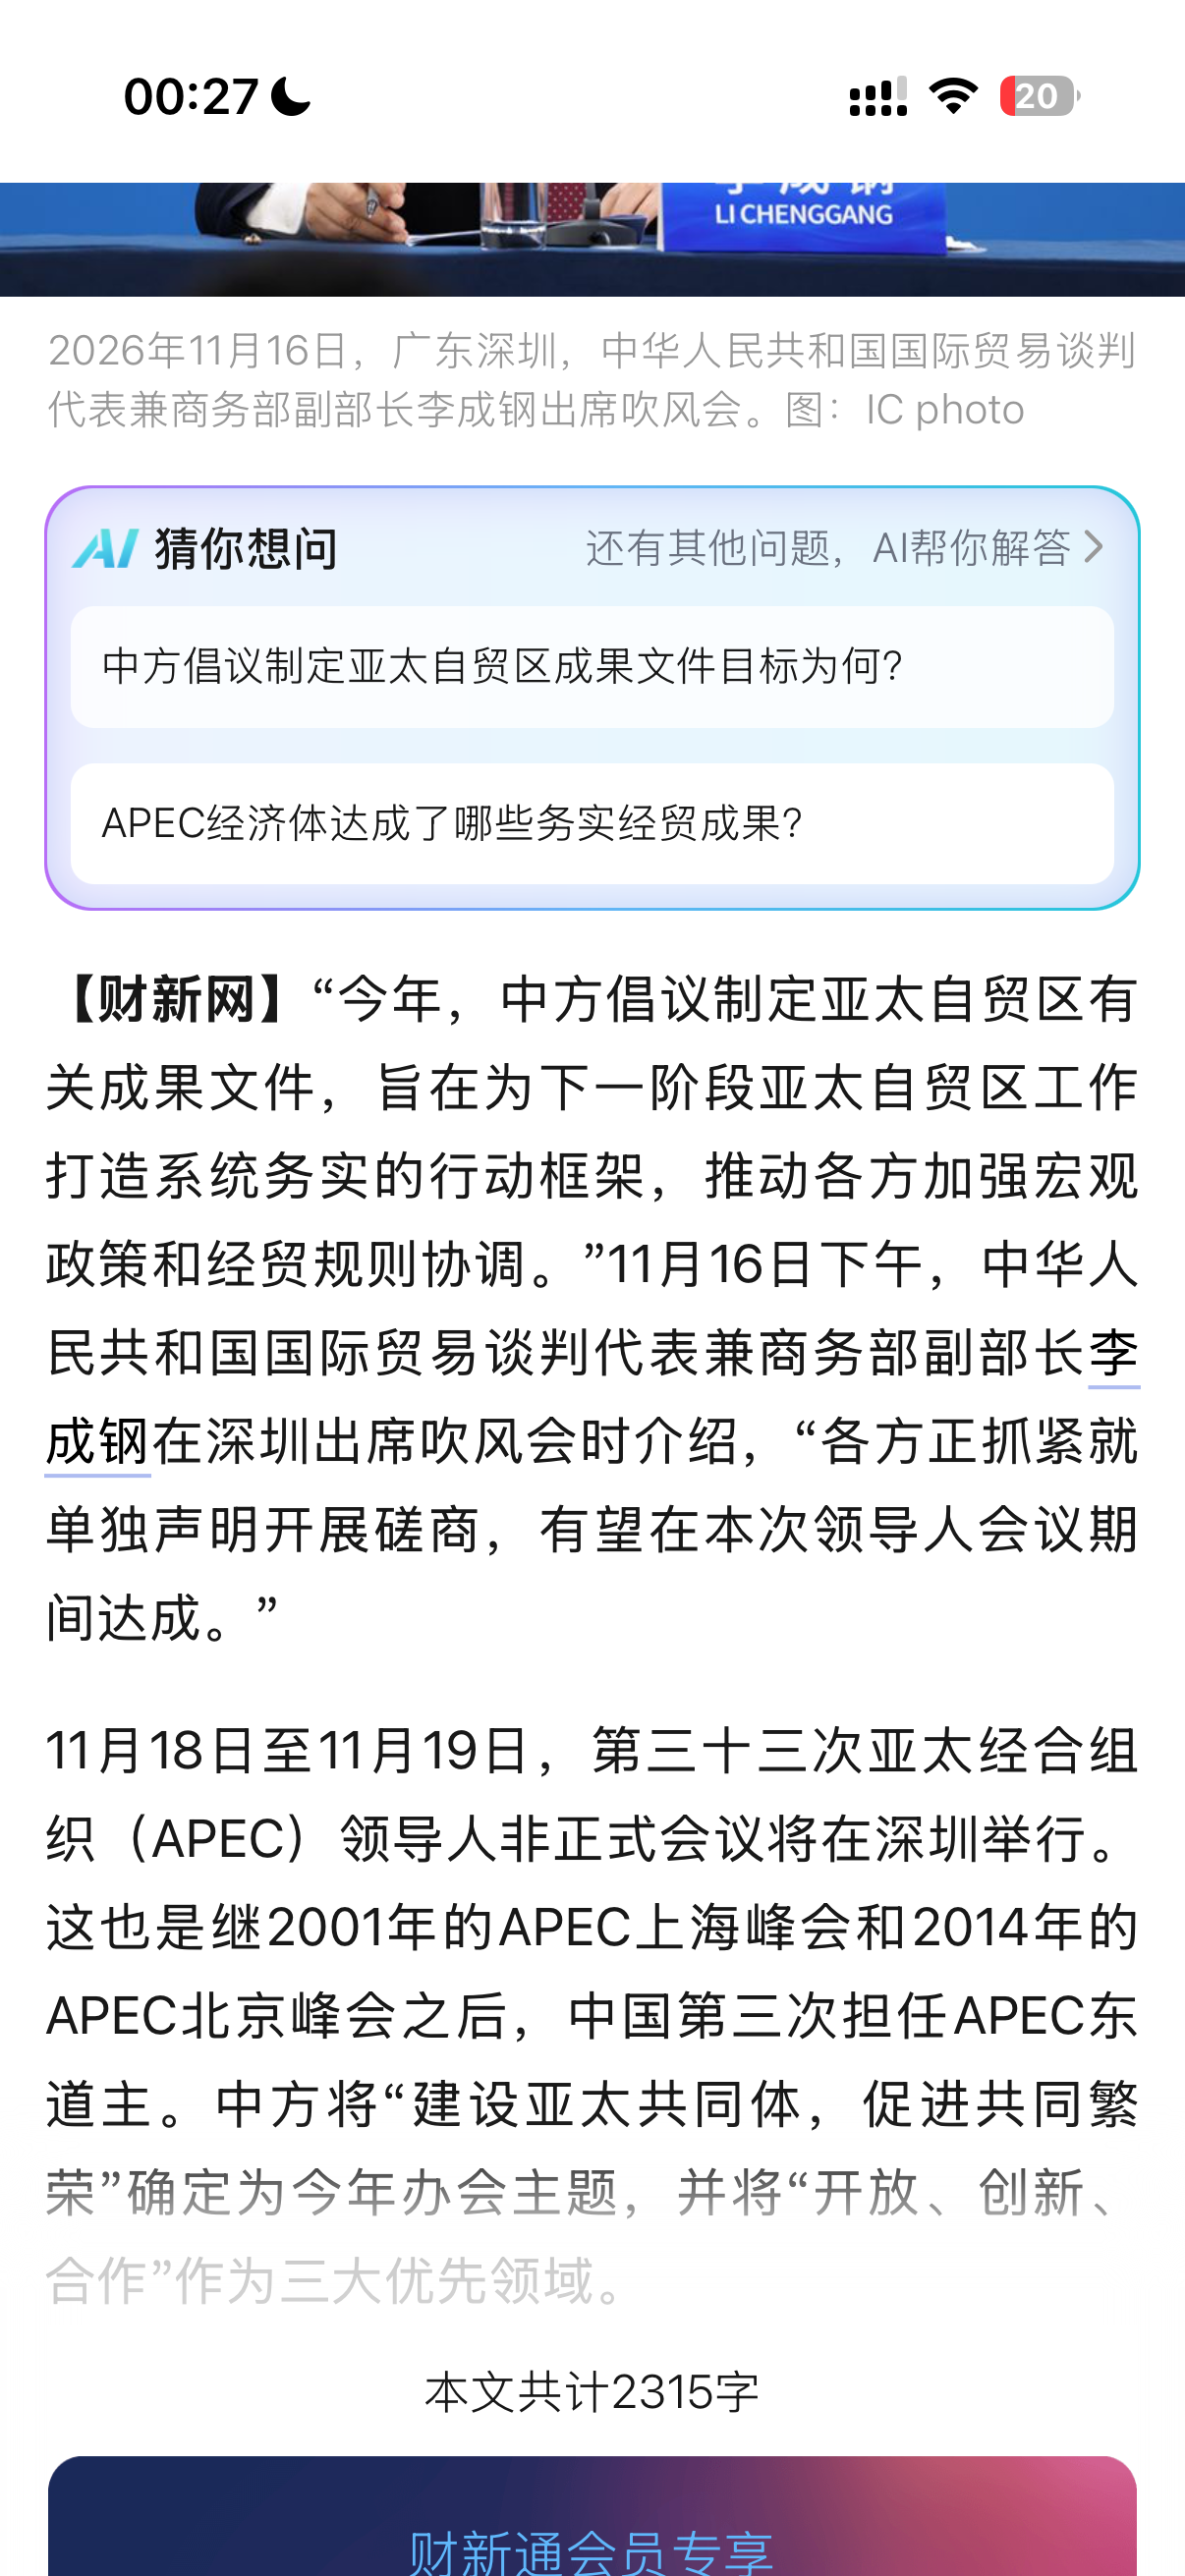 00:27
20
李成钢
LI CHENGGANG
2026年11月16日，广东深圳，中华人民共和国国际贸易谈判
代表兼商务部副部长李成钢出席吹风会。图：IC photo
AI 猜你想问
还有其他问题，AI帮你解答
中方倡议制定亚太自贸区成果文件目标为何？
APEC经济体达成了哪些务实经贸成果？
【财新网】“今年，中方倡议制定亚太自贸区有
关成果文件，旨在为下一阶段亚太自贸区工作
打造系统务实的行动框架，推动各方加强宏观
政策和经贸规则协调。”11月16日下午，中华人
民共和国国际贸易谈判代表兼商务部副部长李
成钢在深圳出席吹风会时介绍，“各方正抓紧就
单独声明开展磋商，有望在本次领导人会议期
间达成。”
11月18日至11月19日，第三十三次亚太经合组
织（APEC）领导人非正式会议将在深圳举行。
这也是继2001年的APEC上海峰会和2014年的
APEC北京峰会之后，中国第三次担任APEC东
道主。中方将“建设亚太共同体，促进共同繁
荣”确定为今年办会主题，并将“开放、创新、
合作”作为三大优先领域。
本文共计2315字
财新通会员专享